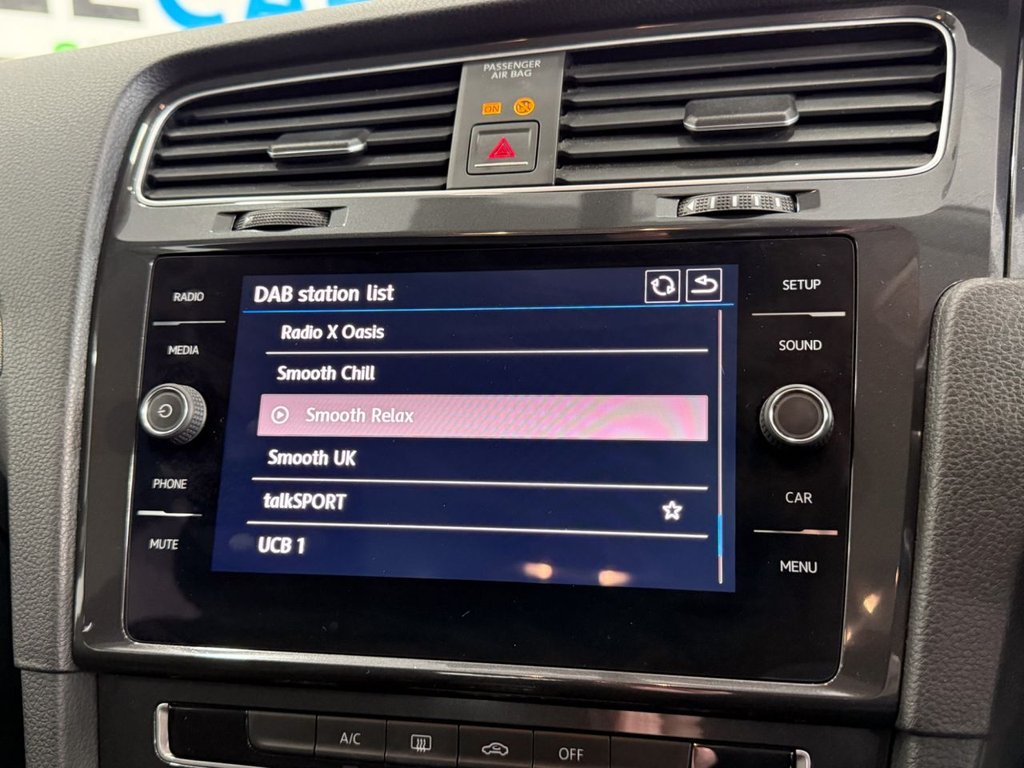 PASSENGER
AIR BAG
ON
RADIO
MEDIA
PHONE
MUTE
DAB station list
Radio X Oasis
Smooth Chill
Smooth Relax
Smooth UK
talkSPORT
UCB 1
SETUP
SOUND
CAR
MENU
A/C
OFF